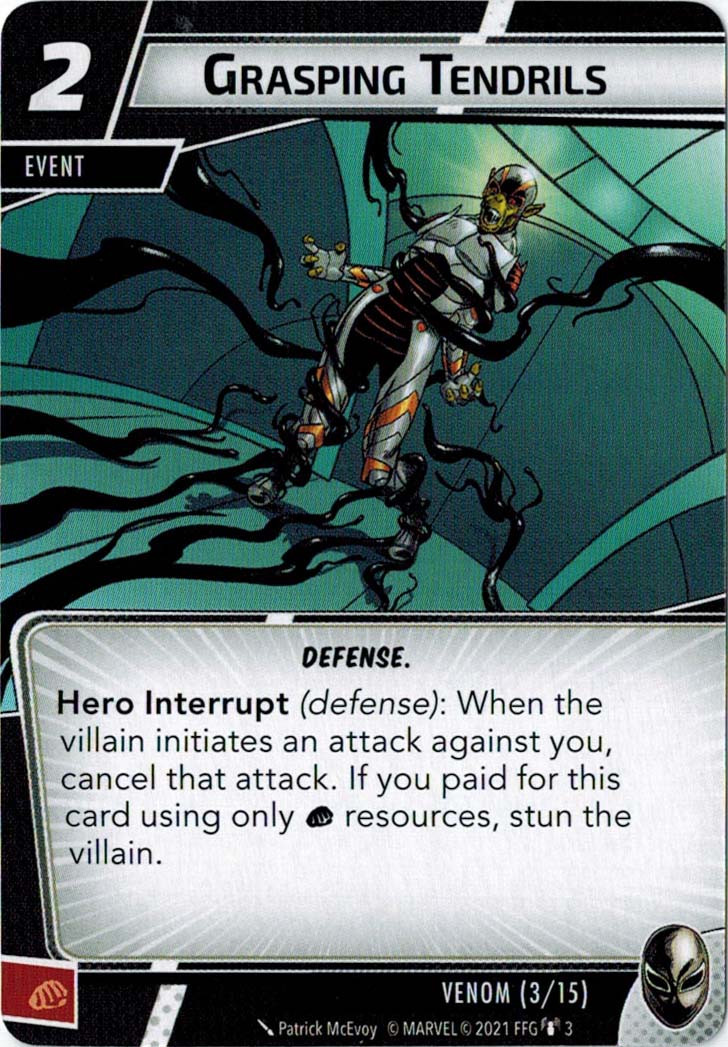 2
GRASPING TENDRILS
EVENT
DEFENSE.
Hero Interrupt (defense): When the
villain initiates an attack against you,
cancel that attack. If you paid for this
card using only resources, stun the
villain.
VENOM (3/15)
Patrick McEvoy © MARVEL © 2021 FFG 3